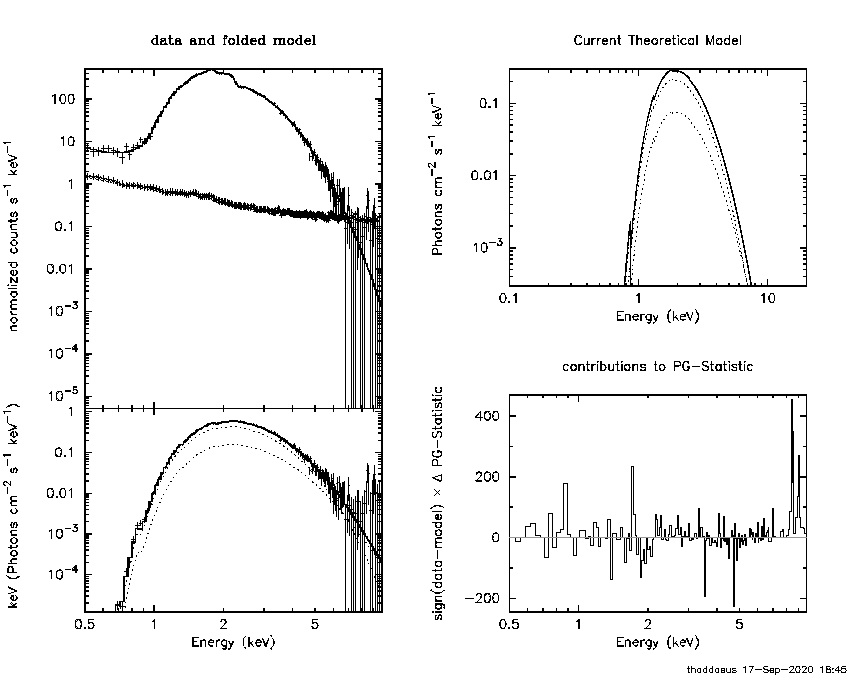 data and folded model
normalized counts s⁻¹ keV⁻¹
100
10
1
0.1
0.01
10⁻³
10⁻⁴
10⁻⁵
keV (Photons cm⁻² s⁻¹ keV⁻¹)
1
0.1
0.01
10⁻³
10⁻⁴
0.5
1
2
5
Energy (keV)
Current Theoretical Model
Photons cm⁻² s⁻¹ keV⁻¹
0.1
0.01
10⁻³
0.1
1
10
Energy (keV)
contributions to PG-Statistic
sign(data-model) × Δ PG-Statistic
400
200
0
-200
0.5
1
2
5
Energy (keV)
thaddaeus 17-Sep-2020 18:45